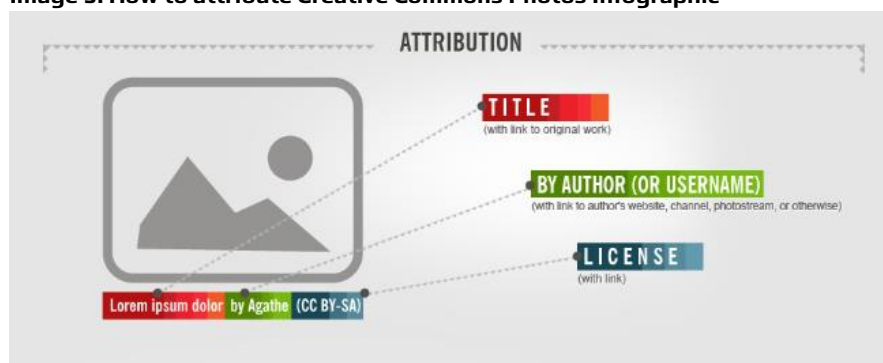 Image 3. How to attribute Creative Commons Photos Infographic
ATTRIBUTION
TITLE
(with link to original work)
BY AUTHOR (OR USERNAME)
(with link to author's website, channel, photostream, or otherwise)
LICENSE
(with link)
Lorem ipsum dolor by Agathe (CC BY-SA)